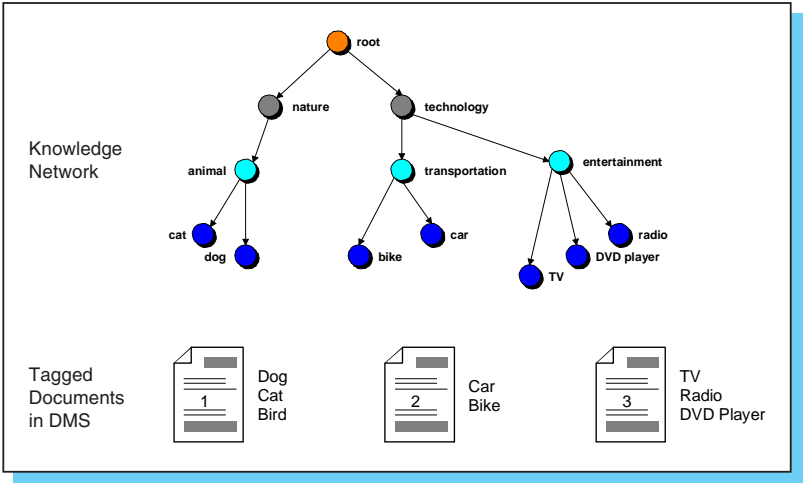 root
nature
technology
Knowledge
Network
animal
transportation
entertainment
cat
dog
bike
car
radio
DVD player
TV
Tagged
Documents
in DMS
1
Dog
Cat
Bird
2
Car
Bike
3
TV
Radio
DVD Player